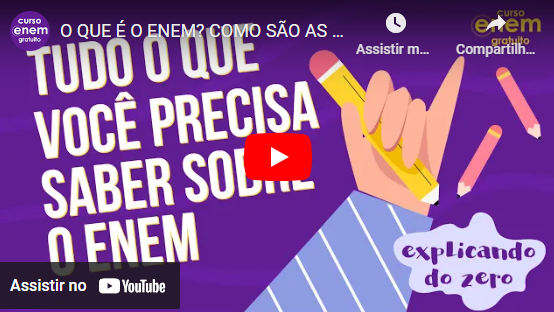 curso
enem
gratuito
O QUE É O ENEM? COMO SÃO AS ...
Assistir m...
Compartilh...
curso
enem
gratuito
TUDO O QUE
VOCÊ PRECISA
SABER SOBRE
O ENEM
explicando
do zero
Assistir no YouTube